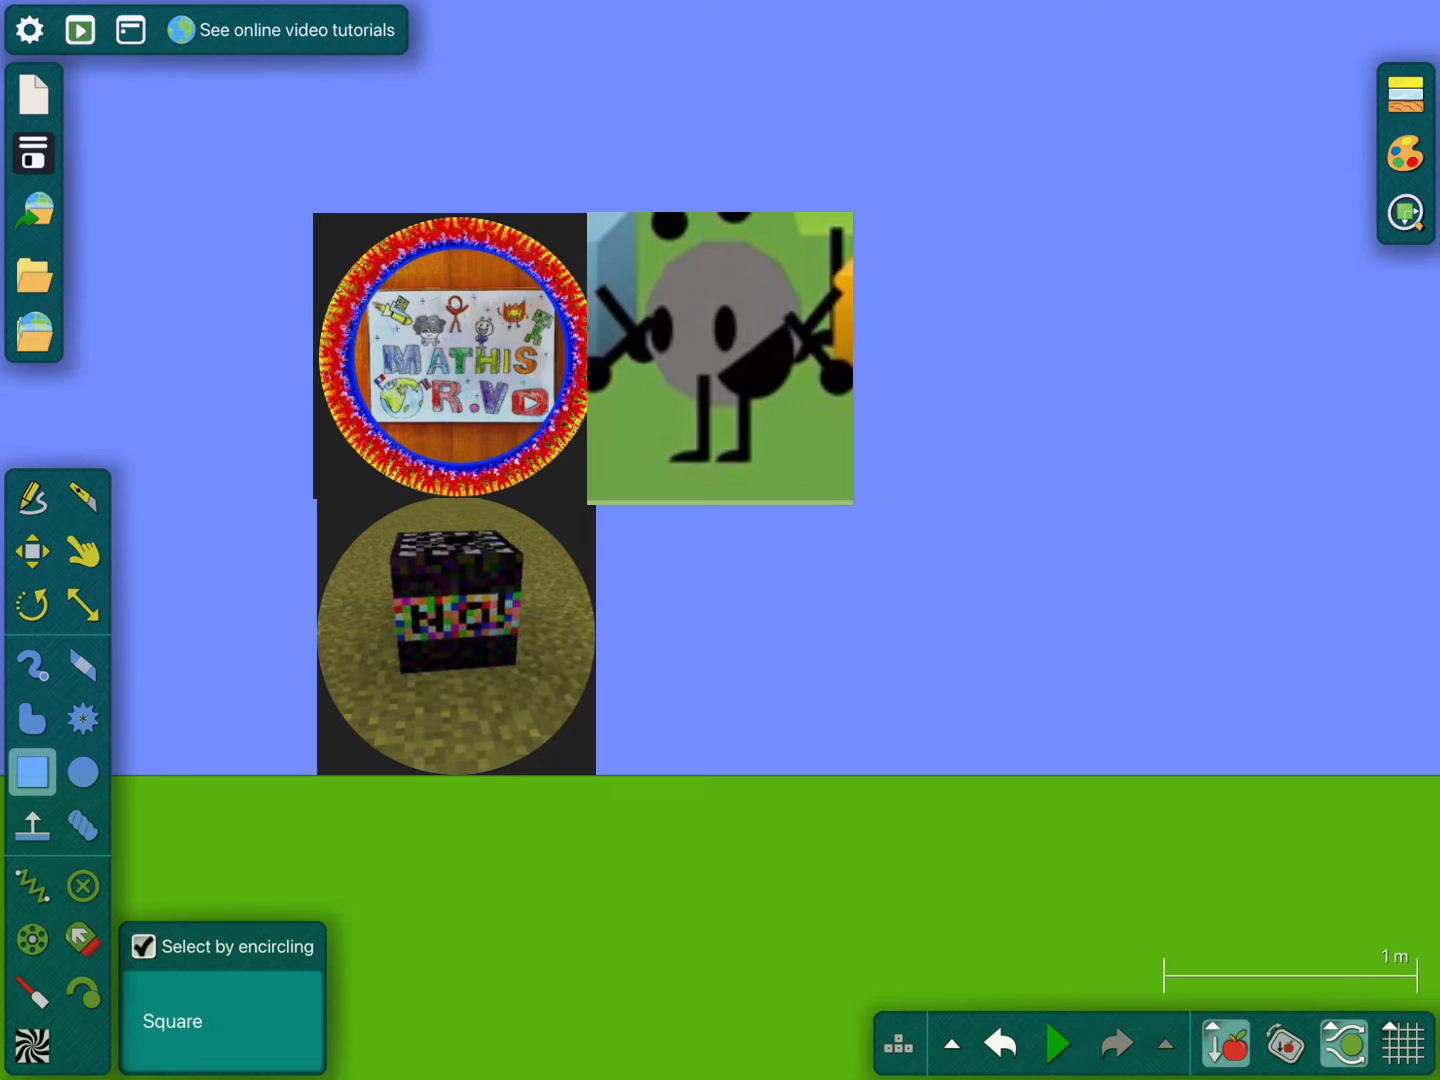 See online video tutorials
MATHIS
R.V
Select by encircling
Square
1 m